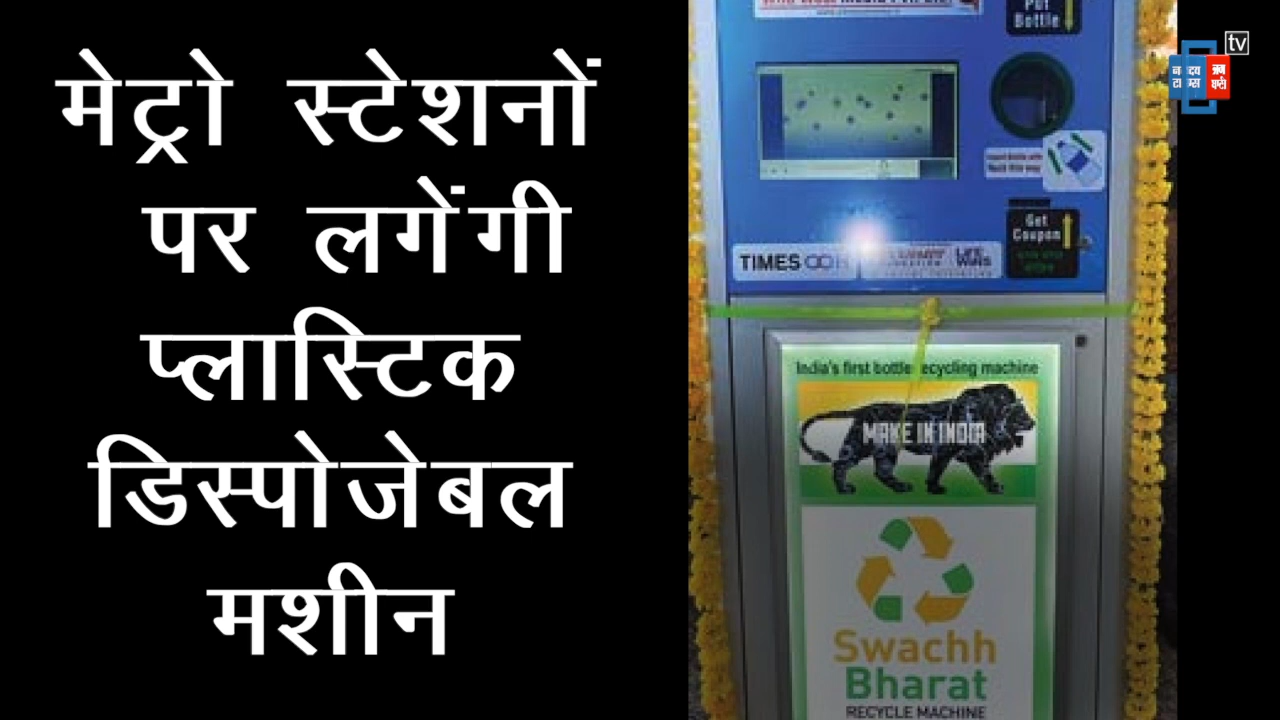 मेट्रो स्टेशनों
पर लगेंगी
प्लास्टिक
डिस्पोजेबल
मशीन
Put
Bottle
tv
Get
Coupon
TIMES
India's first bottle recycling machine
MAKE IN INDIA
Swachh
Bharat
RECYCLE MACHINE